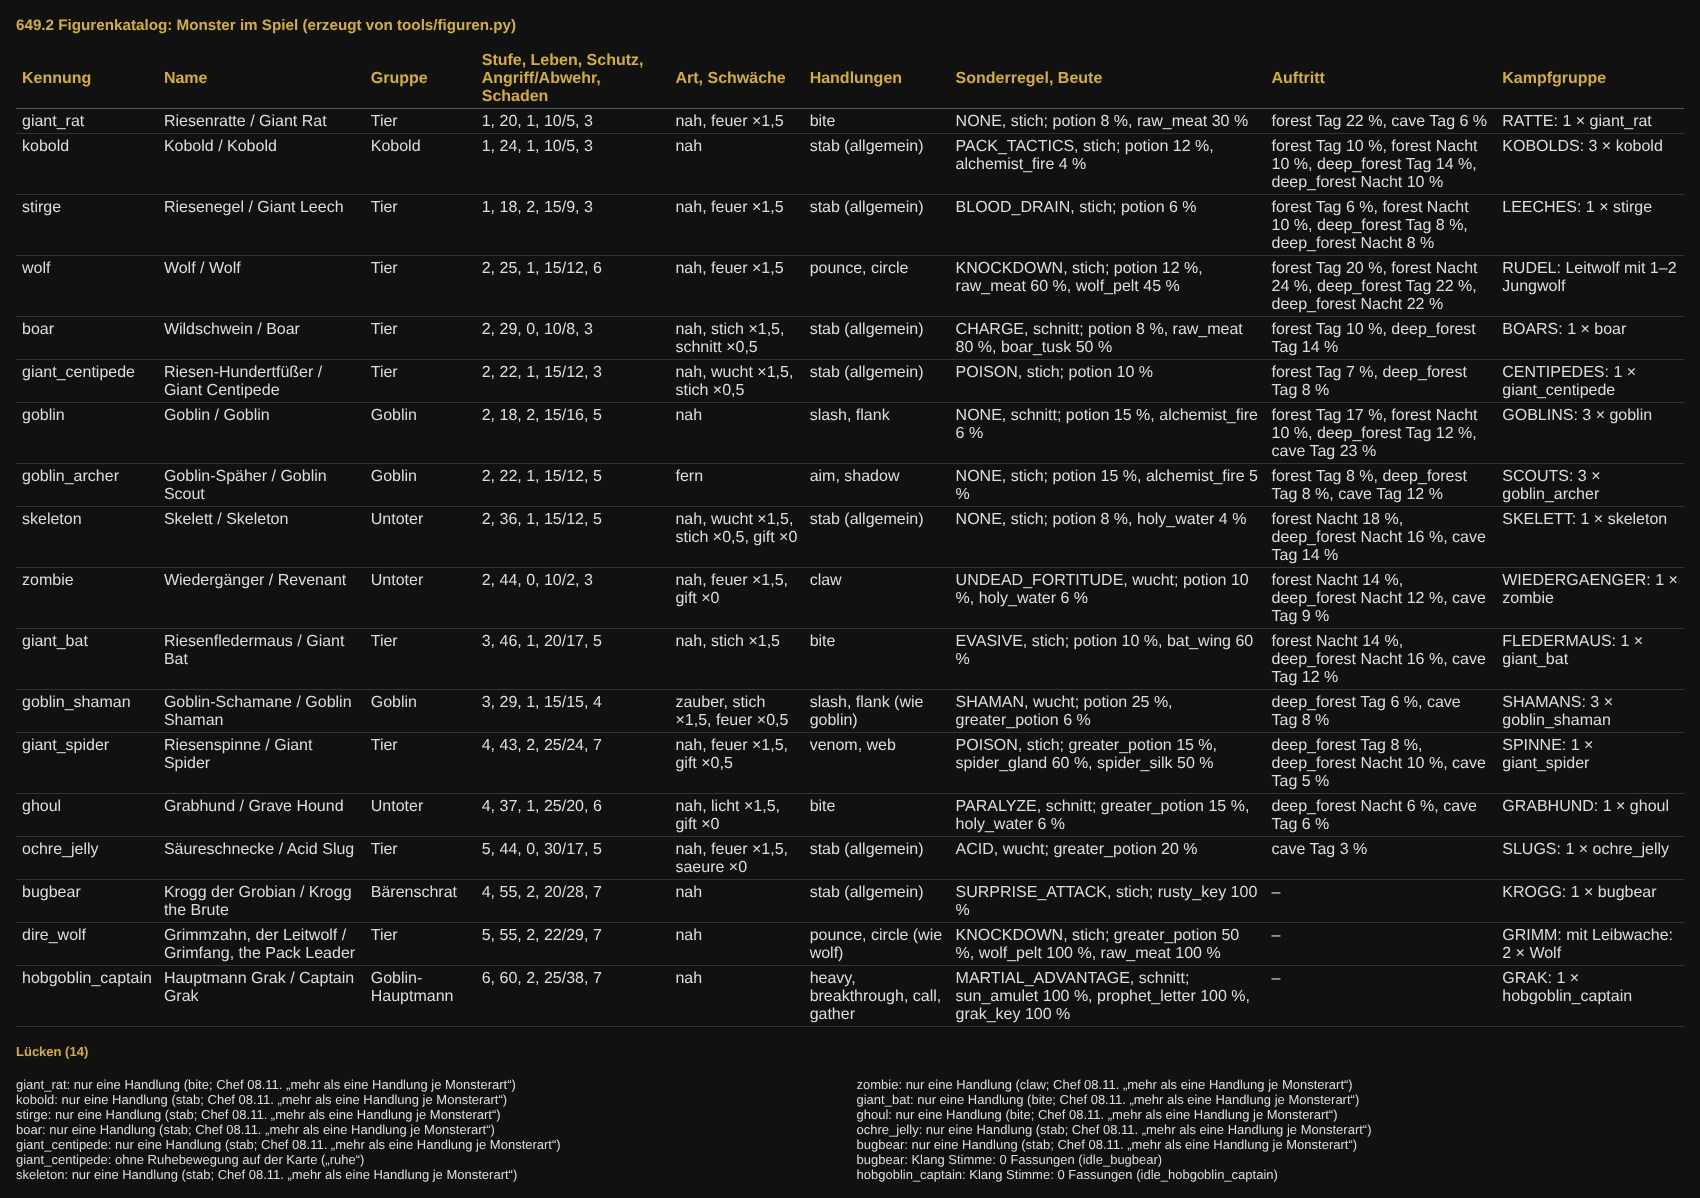 649.2 Figurenkatalog: Monster im Spiel (erzeugt von tools/figuren.py)
Kennung Name Gruppe Stufe, Leben, Schutz, Angriff/Abwehr, Schaden Art, Schwäche Handlungen Sonderregel, Beute Auftritt Kampfgruppe
giant_rat Riesenratte / Giant Rat Tier 1, 20, 1, 10/5, 3 nah, feuer ×1,5 bite NONE, stich; potion 8 %, raw_meat 30 % forest Tag 22 %, cave Tag 6 % RATTE: 1 × giant_rat
kobold Kobold / Kobold Kobold 1, 24, 1, 10/5, 3 nah stab (allgemein) PACK_TACTICS, stich; potion 12 %, alchemist_fire 4 % forest Tag 10 %, forest Nacht 10 %, deep_forest Tag 14 %, deep_forest Nacht 10 % KOBOLDS: 3 × kobold
stirge Riesenegel / Giant Leech Tier 1, 18, 2, 15/9, 3 nah, feuer ×1,5 stab (allgemein) BLOOD_DRAIN, stich; potion 6 % forest Tag 6 %, forest Nacht 10 %, deep_forest Tag 8 %, deep_forest Nacht 8 % LEECHES: 1 × stirge
wolf Wolf / Wolf Tier 2, 25, 1, 15/12, 6 nah, feuer ×1,5 pounce, circle KNOCKDOWN, stich; potion 12 %, raw_meat 60 %, wolf_pelt 45 % forest Tag 20 %, forest Nacht 24 %, deep_forest Tag 22 %, deep_forest Nacht 22 % RUDEL: Leitwolf mit 1–2 Jungwolf
boar Wildschwein / Boar Tier 2, 29, 0, 10/8, 3 nah, stich ×1,5, schnitt ×0,5 stab (allgemein) CHARGE, schnitt; potion 8 %, raw_meat 80 %, boar_tusk 50 % forest Tag 10 %, deep_forest Tag 14 % BOARS: 1 × boar
giant_centipede Riesen-Hundertfüßer / Giant Centipede Tier 2, 22, 1, 15/12, 3 nah, wucht ×1,5, stich ×0,5 stab (allgemein) POISON, stich; potion 10 % forest Tag 7 %, deep_forest Tag 8 % CENTIPEDES: 1 × giant_centipede
goblin Goblin / Goblin Goblin 2, 18, 2, 15/16, 5 nah slash, flank NONE, schnitt; potion 15 %, alchemist_fire 6 % forest Tag 17 %, forest Nacht 10 %, deep_forest Tag 12 %, cave Tag 23 % GOBLINS: 3 × goblin
goblin_archer Goblin-Späher / Goblin Scout Goblin 2, 22, 1, 15/12, 5 fern aim, shadow NONE, stich; potion 15 %, alchemist_fire 5 % forest Tag 8 %, deep_forest Tag 8 %, cave Tag 12 % SCOUTS: 3 × goblin_archer
skeleton Skelett / Skeleton Untoter 2, 36, 1, 15/12, 5 nah, wucht ×1,5, stich ×0,5, gift ×0 stab (allgemein) NONE, stich; potion 8 %, holy_water 4 % forest Nacht 18 %, deep_forest Nacht 16 %, cave Tag 14 % SKELETT: 1 × skeleton
zombie Wiedergänger / Revenant Untoter 2, 44, 0, 10/2, 3 nah, feuer ×1,5, gift ×0 claw UNDEAD_FORTITUDE, wucht; potion 10 %, holy_water 6 % forest Nacht 14 %, deep_forest Nacht 12 %, cave Tag 9 % WIEDERGAENGER: 1 × zombie
giant_bat Riesenfledermaus / Giant Bat Tier 3, 46, 1, 20/17, 5 nah, stich ×1,5 bite EVASIVE, stich; potion 10 %, bat_wing 60 % forest Nacht 14 %, deep_forest Nacht 16 %, cave Tag 12 % FLEDERMAUS: 1 × giant_bat
goblin_shaman Goblin-Schamane / Goblin Shaman Goblin 3, 29, 1, 15/15, 4 zauber, stich ×1,5, feuer ×0,5 slash, flank (wie goblin) SHAMAN, wucht; potion 25 %, greater_potion 6 % deep_forest Tag 6 %, cave Tag 8 % SHAMANS: 3 × goblin_shaman
giant_spider Riesenspinne / Giant Spider Tier 4, 43, 2, 25/24, 7 nah, feuer ×1,5, gift ×0,5 venom, web POISON, stich; greater_potion 15 %, spider_gland 60 %, spider_silk 50 % deep_forest Tag 8 %, deep_forest Nacht 10 %, cave Tag 5 % SPINNE: 1 × giant_spider
ghoul Grabhund / Grave Hound Untoter 4, 37, 1, 25/20, 6 nah, licht ×1,5, gift ×0 bite PARALYZE, schnitt; greater_potion 15 %, holy_water 6 % deep_forest Nacht 6 %, cave Tag 6 % GRABHUND: 1 × ghoul
ochre_jelly Säureschnecke / Acid Slug Tier 5, 44, 0, 30/17, 5 nah, feuer ×1,5, saeure ×0 stab (allgemein) ACID, wucht; greater_potion 20 % cave Tag 3 % SLUGS: 1 × ochre_jelly
bugbear Krogg der Grobian / Krogg the Brute Bärenschrat 4, 55, 2, 20/28, 7 nah stab (allgemein) SURPRISE_ATTACK, stich; rusty_key 100 % – KROGG: 1 × bugbear
dire_wolf Grimmzahn, der Leitwolf / Grimfang, the Pack Leader Tier 5, 55, 2, 22/29, 7 nah pounce, circle (wie wolf) KNOCKDOWN, stich; greater_potion 50 %, wolf_pelt 100 %, raw_meat 100 % – GRIMM: mit Leibwache: 2 × Wolf
hobgoblin_captain Hauptmann Grak / Captain Grak Goblin-Hauptmann 6, 60, 2, 25/38, 7 nah heavy, breakthrough, call, gather MARTIAL_ADVANTAGE, schnitt; sun_amulet 100 %, prophet_letter 100 %, grak_key 100 % – GRAK: 1 × hobgoblin_captain
Lücken (14)
giant_rat: nur eine Handlung (bite; Chef 08.11. „mehr als eine Handlung je Monsterart“)
kobold: nur eine Handlung (stab; Chef 08.11. „mehr als eine Handlung je Monsterart“)
stirge: nur eine Handlung (stab; Chef 08.11. „mehr als eine Handlung je Monsterart“)
boar: nur eine Handlung (stab; Chef 08.11. „mehr als eine Handlung je Monsterart“)
giant_centipede: nur eine Handlung (stab; Chef 08.11. „mehr als eine Handlung je Monsterart“)
giant_centipede: ohne Ruhebewegung auf der Karte („ruhe“)
skeleton: nur eine Handlung (stab; Chef 08.11. „mehr als eine Handlung je Monsterart“)
zombie: nur eine Handlung (claw; Chef 08.11. „mehr als eine Handlung je Monsterart“)
giant_bat: nur eine Handlung (bite; Chef 08.11. „mehr als eine Handlung je Monsterart“)
ghoul: nur eine Handlung (bite; Chef 08.11. „mehr als eine Handlung je Monsterart“)
ochre_jelly: nur eine Handlung (stab; Chef 08.11. „mehr als eine Handlung je Monsterart“)
bugbear: nur eine Handlung (stab; Chef 08.11. „mehr als eine Handlung je Monsterart“)
bugbear: Klang Stimme: 0 Fassungen (idle_bugbear)
hobgoblin_captain: Klang Stimme: 0 Fassungen (idle_hobgoblin_captain)